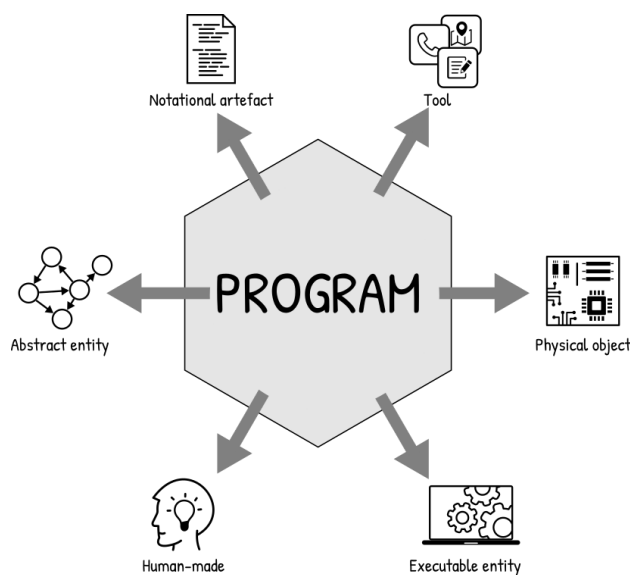 Notational artefact
Tool
PROGRAM
Abstract entity
Physical object
Human-made
Executable entity